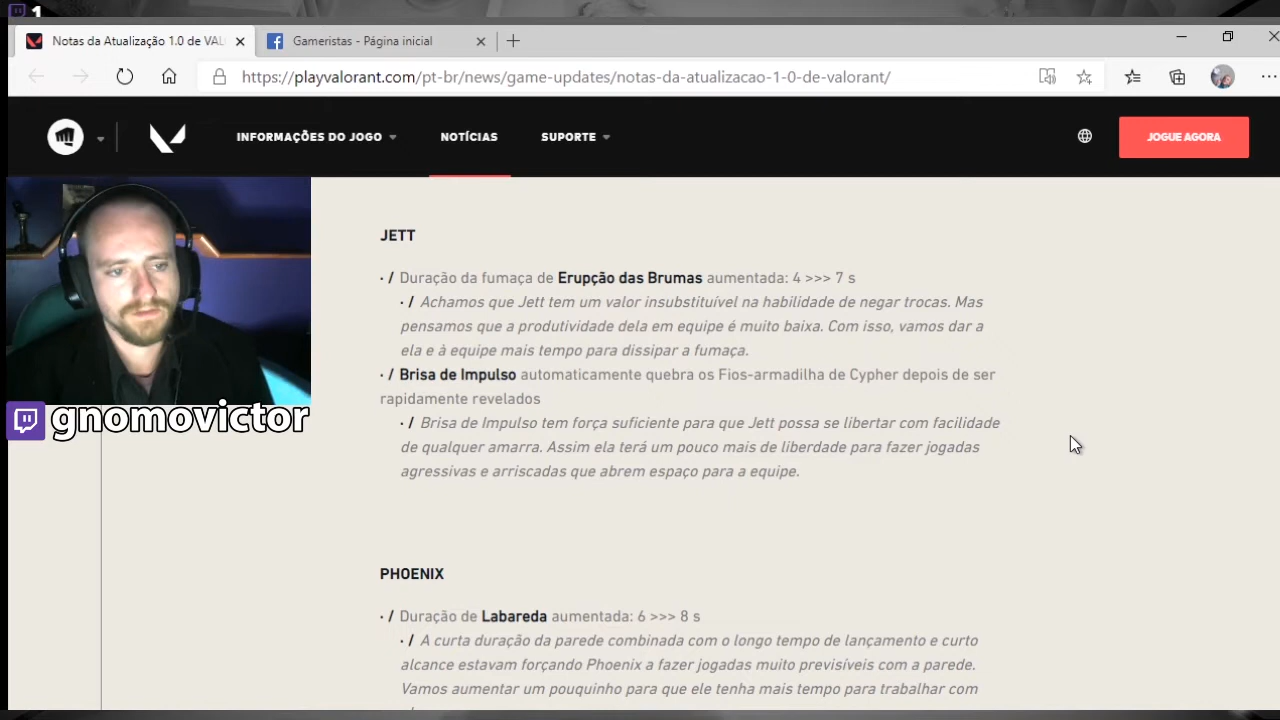 1
Notas da Atualização 1.0 de VAL
Gameristas - Página inicial
https://playvalorant.com/pt-br/news/game-updates/notas-da-atualizacao-1-0-de-valorant/
INFORMAÇÕES DO JOGO
NOTÍCIAS
SUPORTE
JOGUE AGORA
JETT
· / Duração da fumaça de Erupção das Brumas aumentada: 4 >>> 7 s
· / Achamos que Jett tem um valor insubstituível na habilidade de negar trocas. Mas
pensamos que a produtividade dela em equipe é muito baixa. Com isso, vamos dar a
ela e à equipe mais tempo para dissipar a fumaça.
· / Brisa de Impulso automaticamente quebra os Fios-armadilha de Cypher depois de ser
rapidamente revelados
· / Brisa de Impulso tem força suficiente para que Jett possa se libertar com facilidade
de qualquer amarra. Assim ela terá um pouco mais de liberdade para fazer jogadas
agressivas e arriscadas que abrem espaço para a equipe.
gnomovictor
PHOENIX
· / Duração de Labareda aumentada: 6 >>> 8 s
· / A curta duração da parede combinada com o longo tempo de lançamento e curto
alcance estavam forçando Phoenix a fazer jogadas muito previsíveis com a parede.
Vamos aumentar um pouquinho para que ele tenha mais tempo para trabalhar com